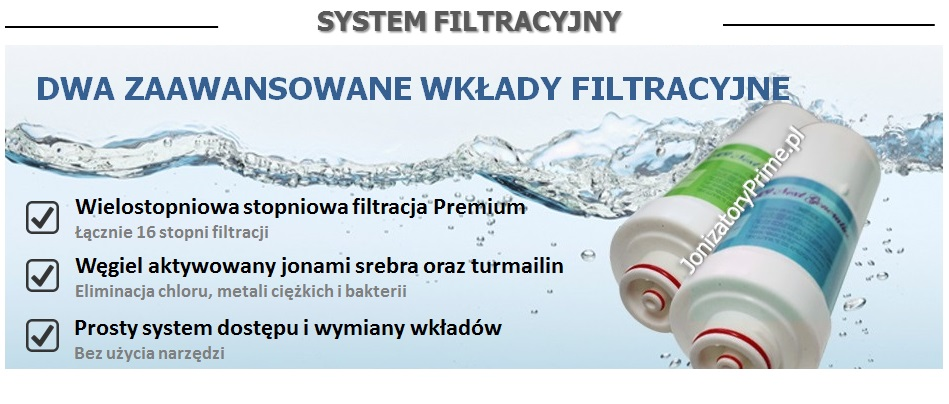 SYSTEM FILTRACYJNY
DWA ZAAWANSOWANE WKŁADY FILTRACYJNE
Wielostopniowa stopniowa filtracja Premium
Łącznie 16 stopni filtracji
Węgiel aktywowany jonami srebra oraz turmailin
Eliminacja chloru, metali ciężkich i bakterii
Prosty system dostępu i wymiany wkładów
Bez użycia narzędzi
JonizatoryPrime.pl